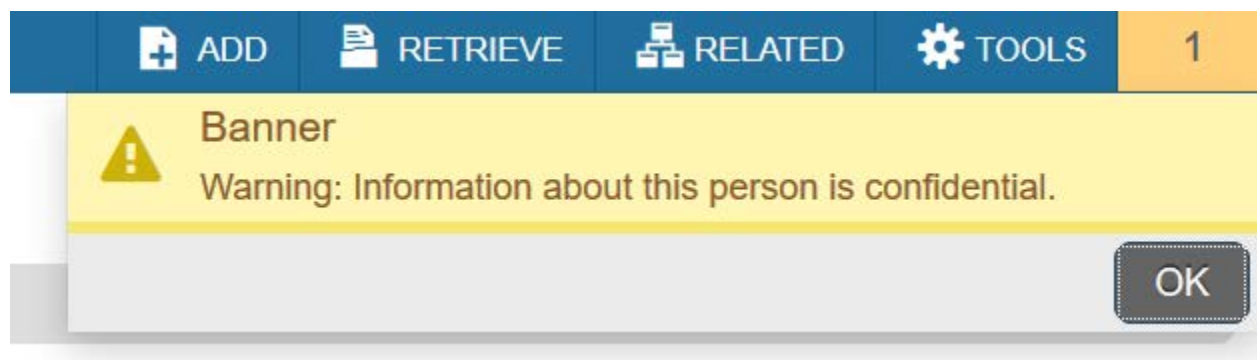 ADD RETRIEVE RELATED TOOLS 1
Banner
Warning: Information about this person is confidential.
OK